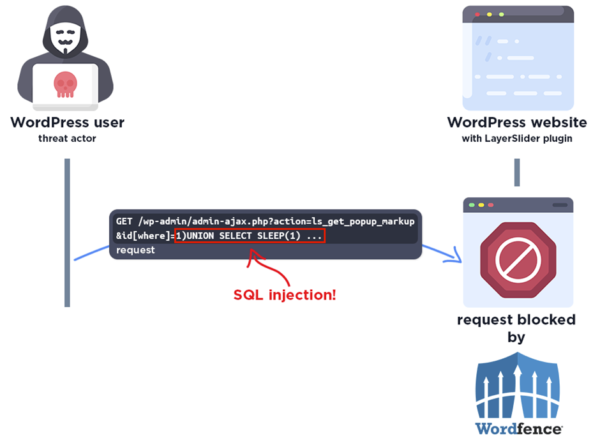 WordPress user
threat actor
WordPress website
with LayerSlider plugin
GET /wp-admin/admin-ajax.php?action=ls_get_popup_markup
&id[where]=1)UNION SELECT SLEEP(1) ...
request
SQL injection!
request blocked
by
Wordfence